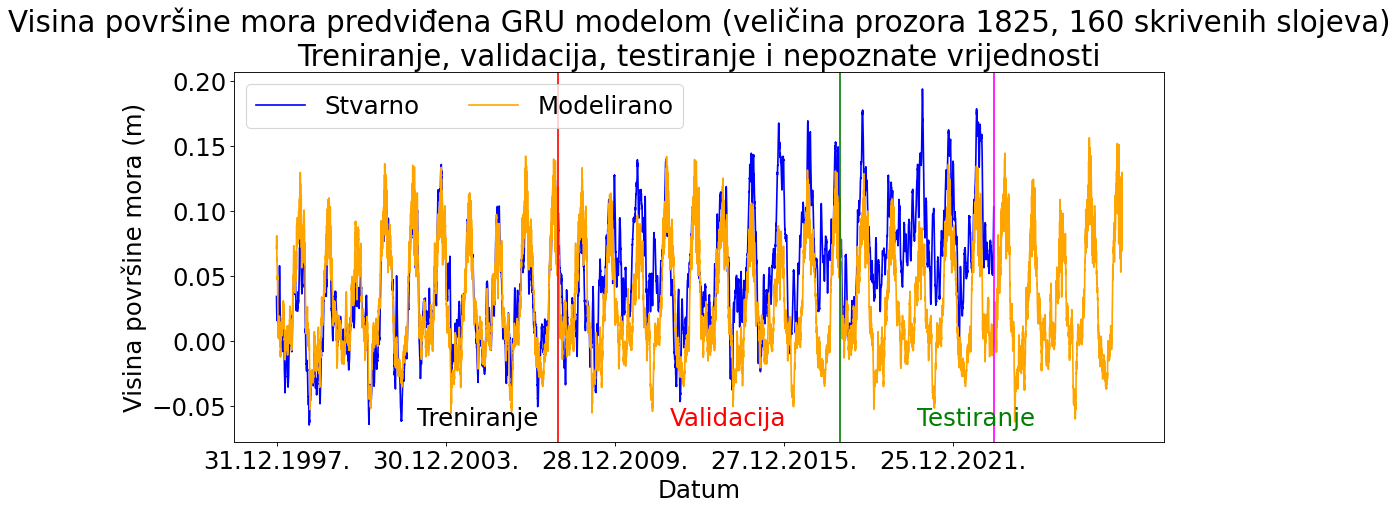 Visina površine mora predviđena GRU modelom (veličina prozora 1825, 160 skrivenih slojeva)
Treniranje, validacija, testiranje i nepoznate vrijednosti
Stvarno Modelirano
Visina površine mora (m)
0.20
0.15
0.10
0.05
0.00
−0.05
Treniranje Validacija Testiranje
31.12.1997. 30.12.2003. 28.12.2009. 27.12.2015. 25.12.2021.
Datum